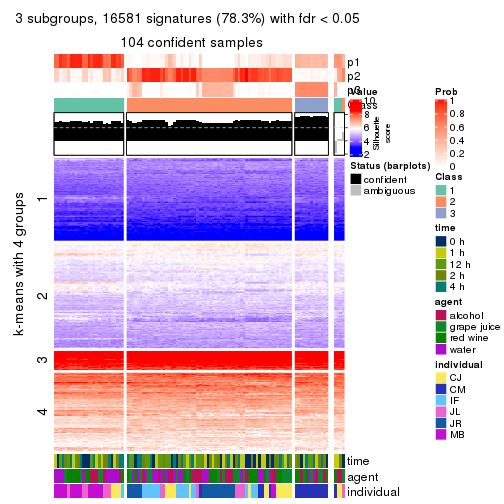 3 subgroups, 16581 signatures (78.3%) with fdr < 0.05
104 confident samples
p1
p2
p3
Class
Silhouette
score
k-means with 4 groups
1
2
3
4
time
agent
individual
Value
10
8
6
4
2
Status (barplots)
confident
ambiguous
Prob
1
0.8
0.6
0.4
0.2
0
Class
1
2
3
time
0 h
1 h
12 h
2 h
4 h
agent
alcohol
grape juice
red wine
water
individual
CJ
CM
IF
JL
JR
MB